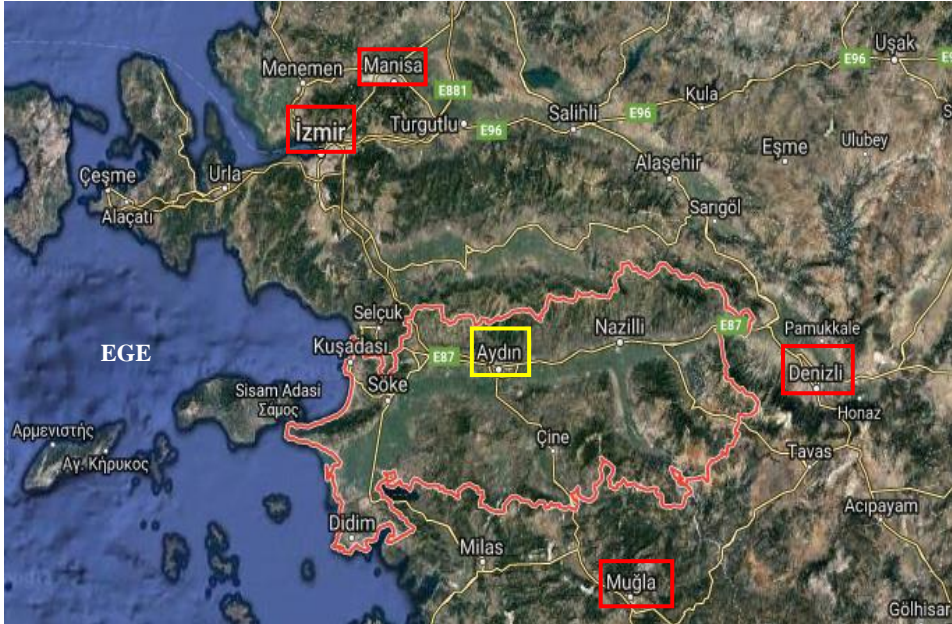 Uşak
E96
E9
Menemen
Manisa
E881
Kula
Salihli
E96
S
İzmir
Turgutlu
E96
Eşme
Ulubey
Çeşme
Urla
Alaşehir
Alaçatı
Sarıgöl
Selçuk
Nazilli
E87
Pamukkale
EGE
Kuşadası
E87
Aydın
Denizli
Söke
Sisam Adasi
Σάμος
Honaz
Αρμενιστής
Αγ. Κήρυκος
Çine
Tavas
Acıpayam
Didim
Milas
Muğla
Gölhisar